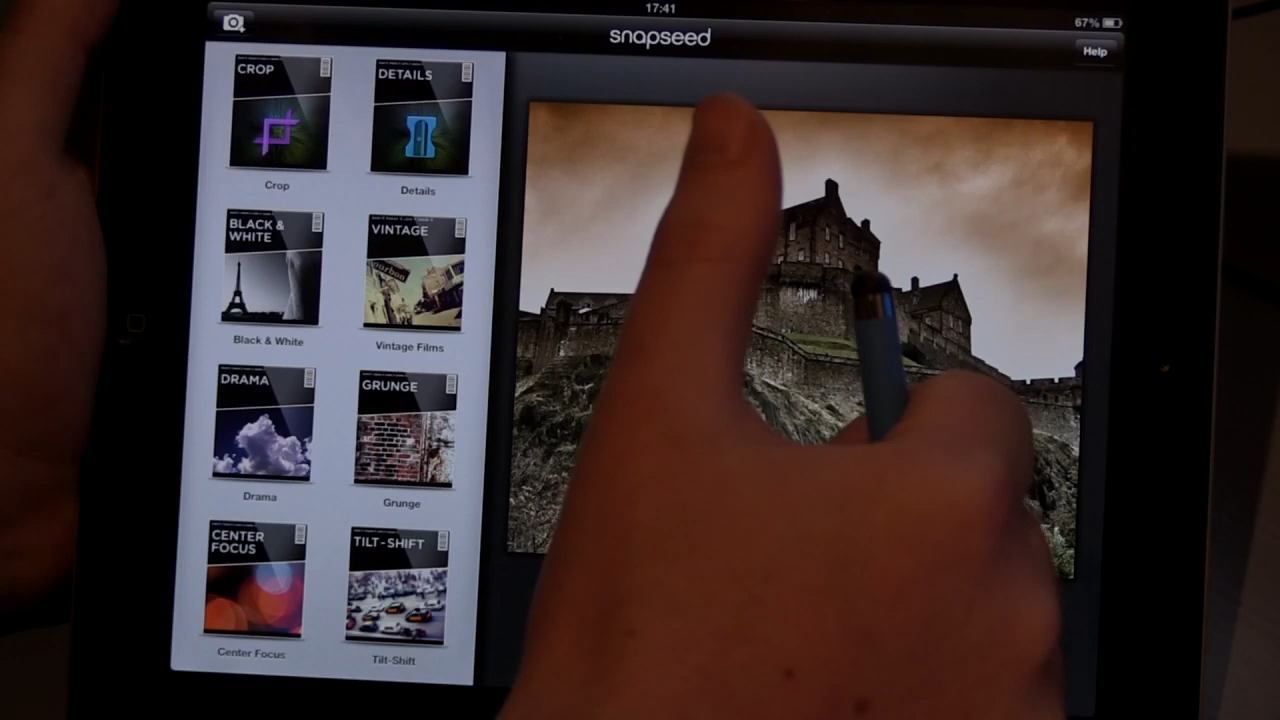 17:41
67%
snapseed
Help
CROP
Crop
DETAILS
Details
BLACK &
WHITE
Black & White
VINTAGE
Vintage Films
DRAMA
Drama
GRUNGE
Grunge
CENTER
FOCUS
Center Focus
TILT-SHIFT
Tilt-Shift